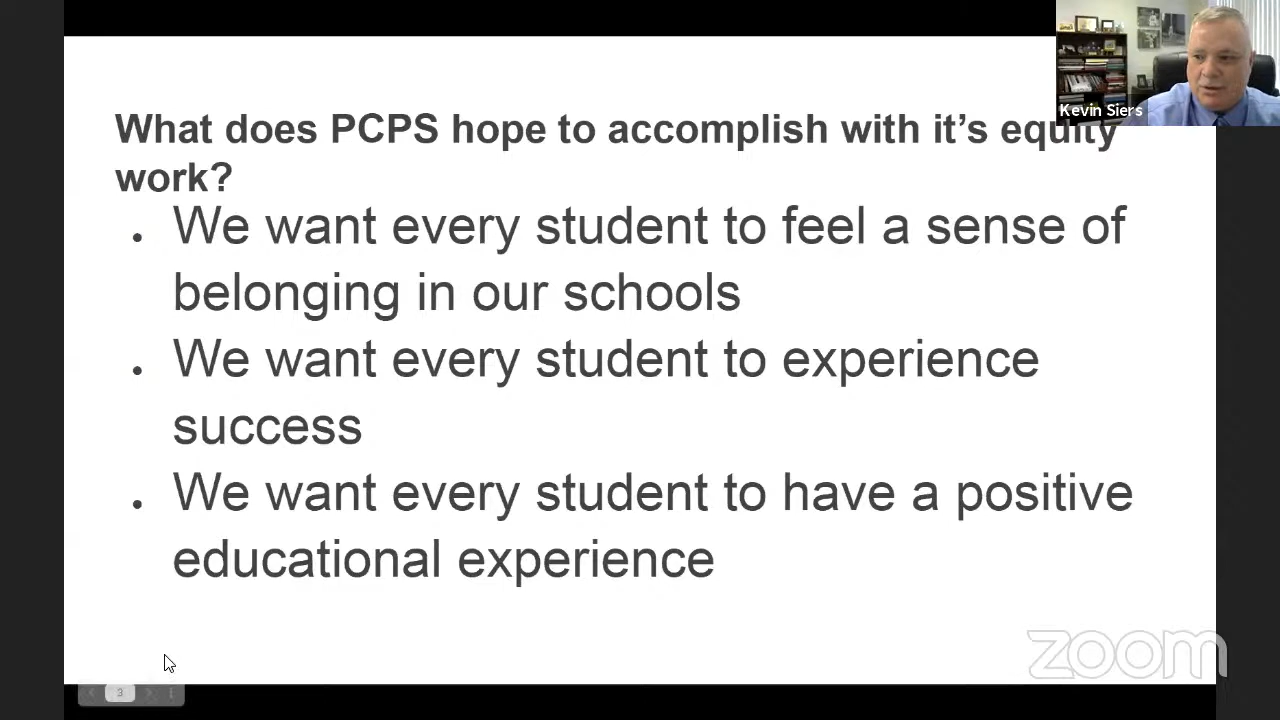 Kevin Siers
What does PCPS hope to accomplish with it's equity
work?
• We want every student to feel a sense of
belonging in our schools
• We want every student to experience
success
• We want every student to have a positive
educational experience
zoom
3